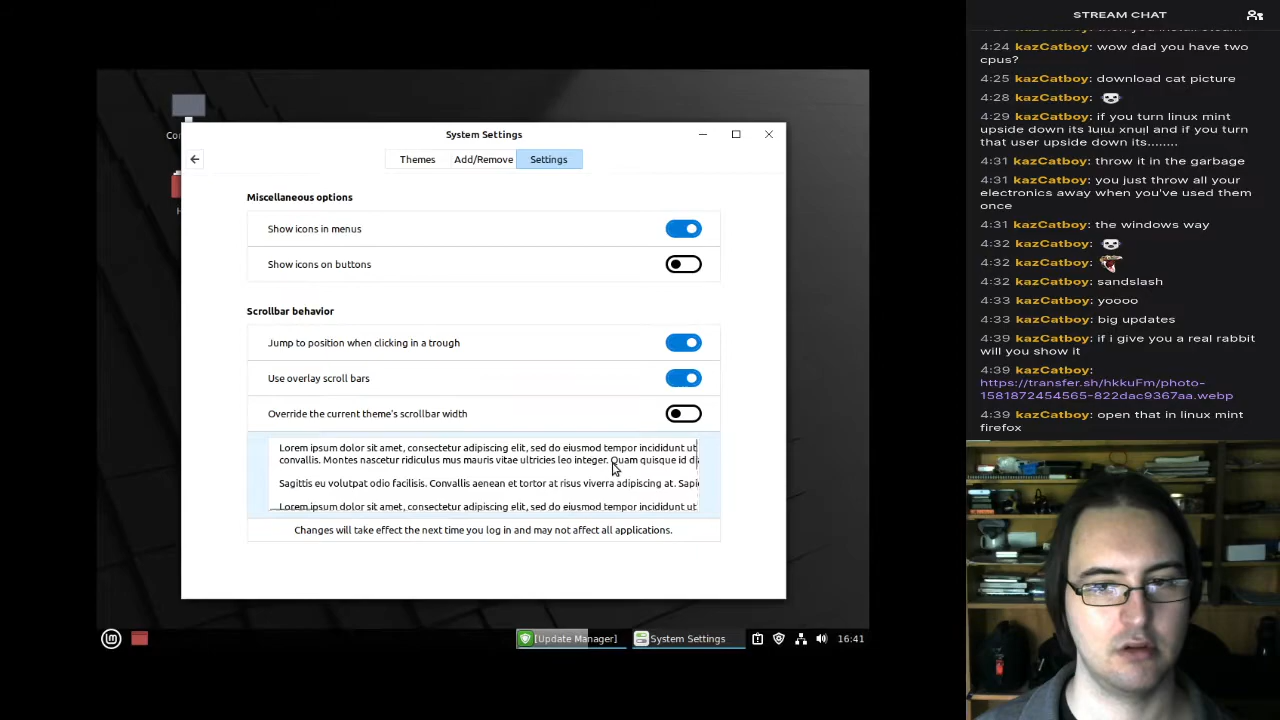 STREAM CHAT
4:24 kazCatboy: wow dad you have two
cpus?
4:25 kazCatboy: download cat picture
4:28 kazCatboy:
4:29 kazCatboy: if you turn linux mint
upside down its ʇuıɯ xnuıl and if you turn
that user upside down its........
4:31 kazCatboy: throw it in the garbage
4:31 kazCatboy: you just throw all your
electronics away when you've used them
once
4:31 kazCatboy: the windows way
4:32 kazCatboy:
4:32 kazCatboy:
4:32 kazCatboy: sandslash
4:33 kazCatboy: yoooo
4:33 kazCatboy: big updates
4:39 kazCatboy: if i give you a real rabbit
will you show it
4:39 kazCatboy:
https://transfer.sh/hkkuFm/photo-
1581872454565-822dac9367aa.webp
4:39 kazCatboy: open that in linux mint
firefox
System Settings
Themes Add/Remove Settings
Miscellaneous options
Show icons in menus
Show icons on buttons
Scrollbar behavior
Jump to position when clicking in a trough
Use overlay scroll bars
Override the current theme's scrollbar width
Lorem ipsum dolor sit amet, consectetur adipiscing elit, sed do eiusmod tempor incididunt ut
convallis. Montes nascetur ridiculus mus mauris vitae ultricies leo integer. Quam quisque id
Sagittis eu volutpat odio facilisis. Convallis aenean et tortor at risus viverra adipiscing at.
Lorem ipsum dolor sit amet, consectetur adipiscing elit, sed do eiusmod tempor incididunt ut
Changes will take effect the next time you log in and may not affect all applications.
[Update Manager] System Settings 16:41